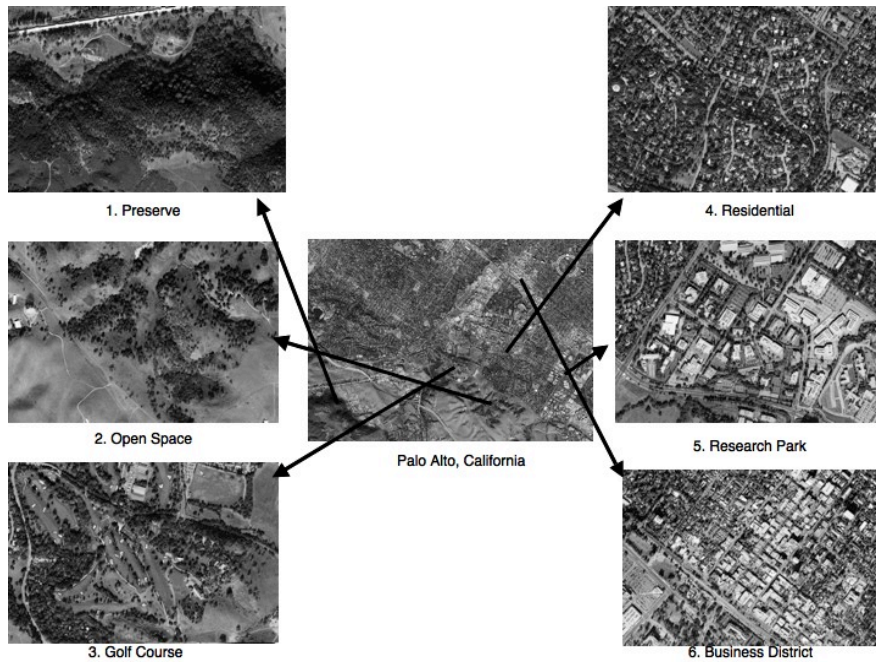 1. Preserve
4. Residential
2. Open Space
Palo Alto, California
5. Research Park
3. Golf Course
6. Business District